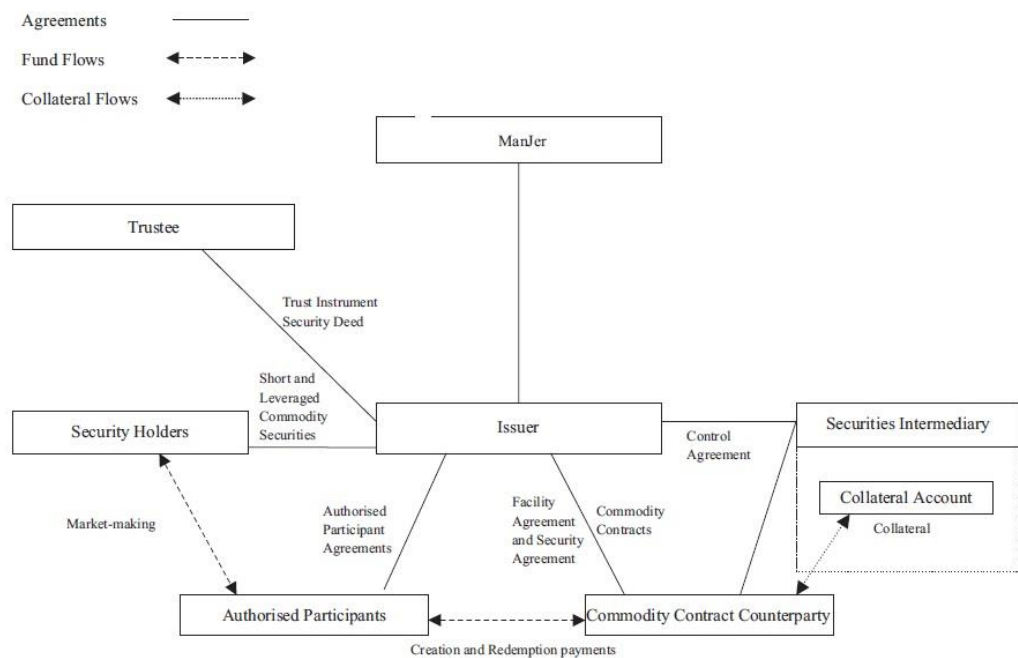 Agreements
Fund Flows
Collateral Flows
ManJer
Trustee
Trust Instrument
Security Deed
Short and
Leveraged
Commodity
Securities
Security Holders
Issuer
Control
Agreement
Securities Intermediary
Collateral Account
Collateral
Market-making
Authorised
Participant
Agreements
Facility
Agreement
and Security
Agreement
Commodity
Contracts
Authorised Participants
Commodity Contract Counterparty
Creation and Redemption payments